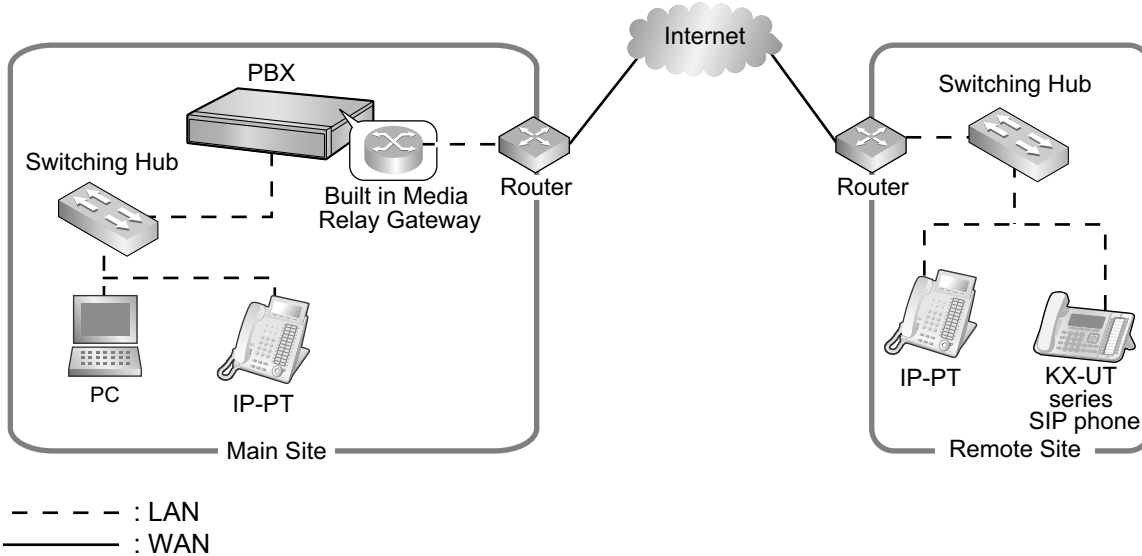 Internet
PBX
Switching Hub
Switching Hub
Built in Media
Relay Gateway
Router
Router
PC
IP-PT
IP-PT
KX-UT
series
SIP phone
Main Site
Remote Site
: LAN
: WAN